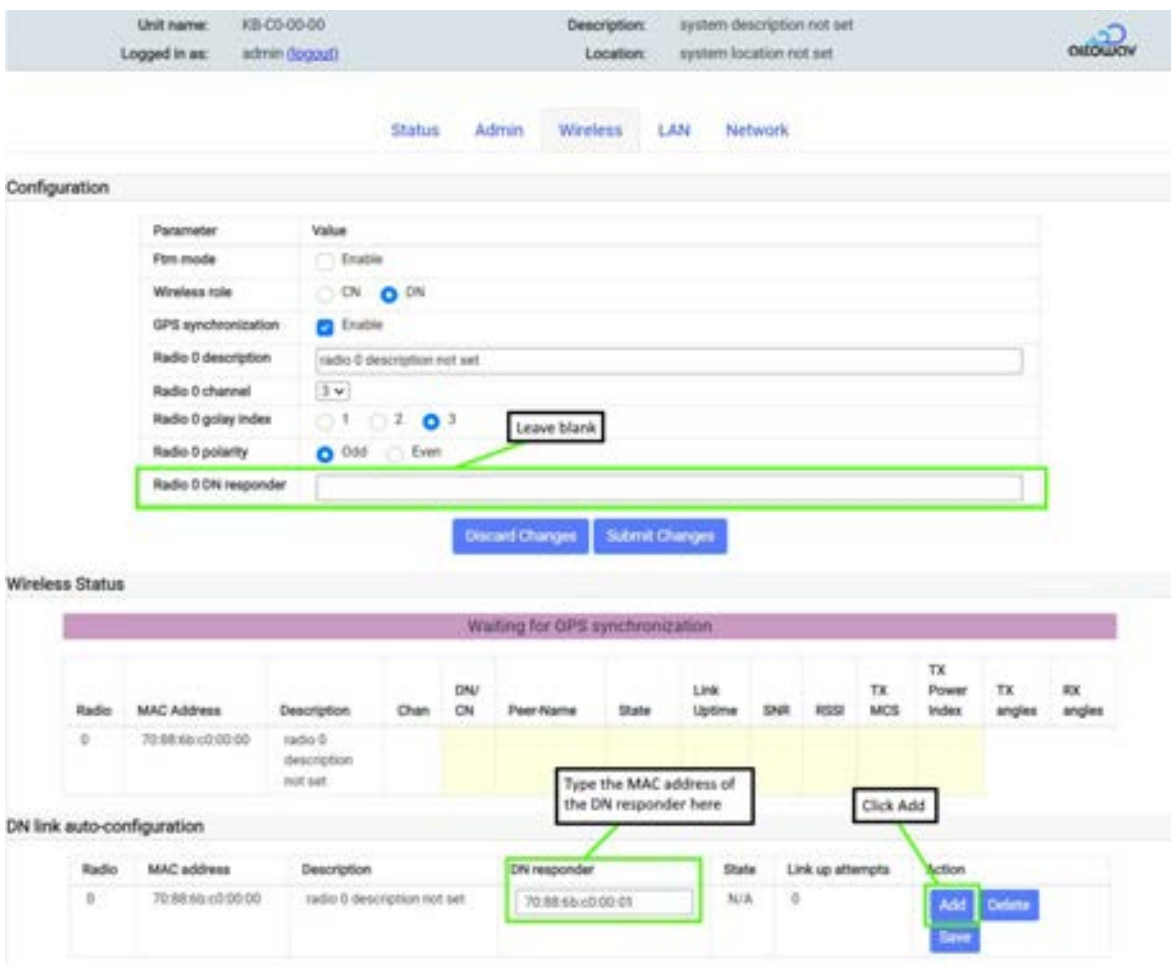 Unit name: KB-C0-00-00 Description: system description not set
Logged in as: admin (logout) Location: system location not set
airowav
Status Admin Wireless LAN Network
Configuration
Parameter Value
Ftm mode Enable
Wireless role CN DN
GPS synchronization Enable
Radio 0 description radio 0 description not set
Radio 0 channel 3
Radio 0 golay index 1 2 3
Leave blank
Radio 0 polarity Odd Even
Radio 0 DN responder
Discard Changes Submit Changes
Wireless Status
Waiting for GPS synchronization
Radio MAC Address Description Chan DN/ CN Peer-Name State Link Uptime SNR RSSI TX MCS TX Power Index TX angles RX angles
0 70:88:6b:c0:00:00 radio 0 description not set
Type the MAC address of
the DN responder here
Click Add
DN link auto-configuration
Radio MAC address Description DN responder State Link up attempts Action
0 70:88:6b:c0:00:00 radio 0 description not set 70:88:6b:c0:00:01 N/A 0 Add Delete
Save